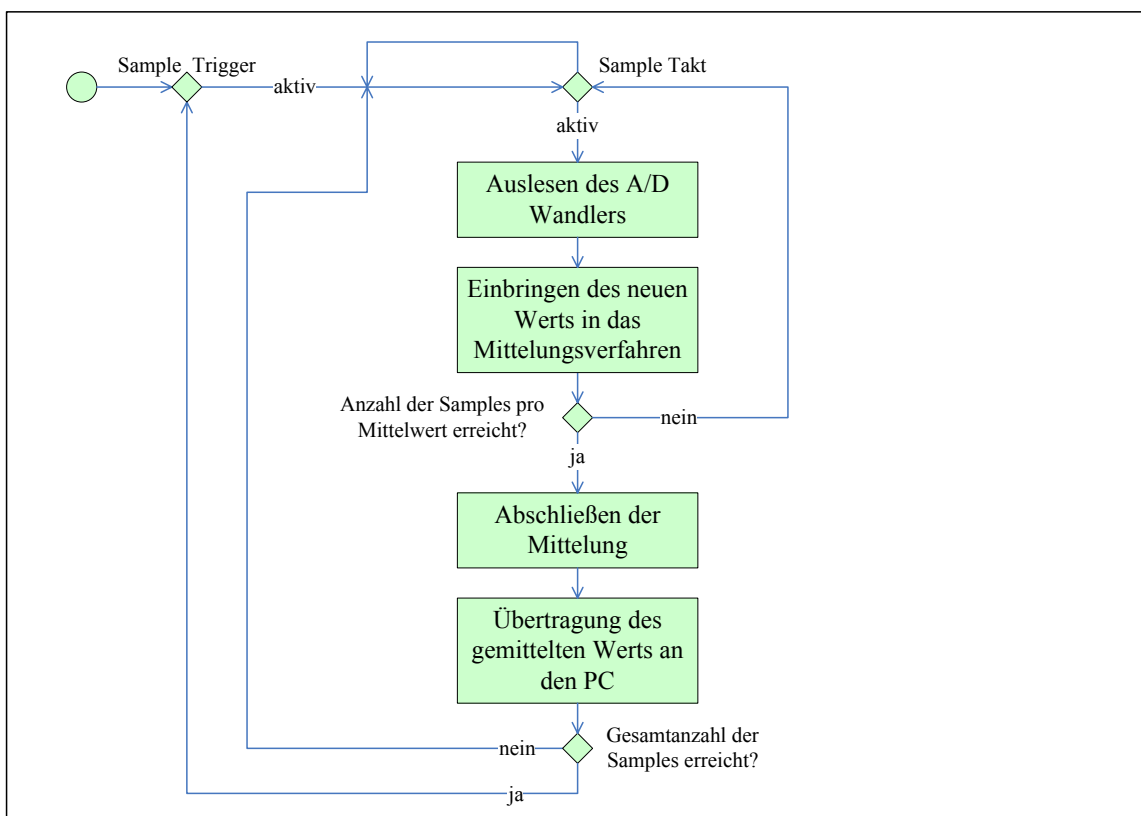 Sample Trigger
aktiv
Sample Takt
aktiv
Auslesen des A/D
Wandlers
Einbringen des neuen
Werts in das
Mittelungsverfahren
Anzahl der Samples pro
Mittelwert erreicht?
nein
ja
Abschließen der
Mittelung
Übertragung des
gemittelten Werts an
den PC
nein
Gesamtanzahl der
Samples erreicht?
ja